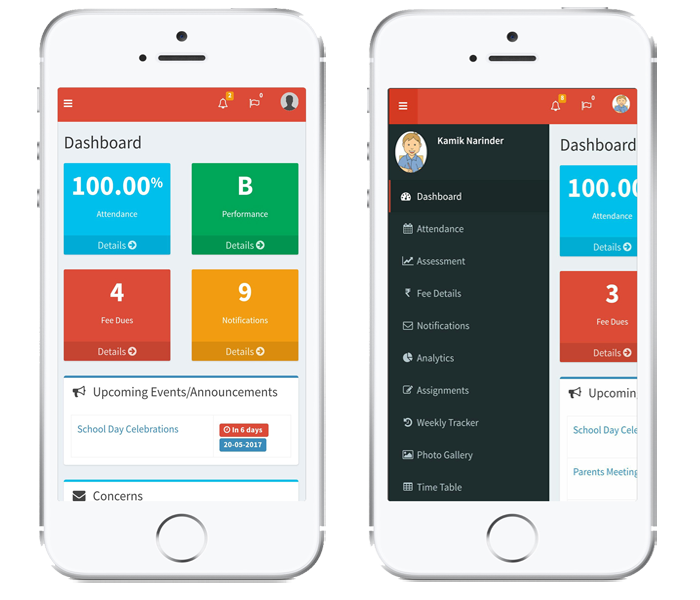 2
0
Dashboard
100.00%
Attendance
Details
B
Performance
Details
4
Fee Dues
Details
9
Notifications
Details
Upcoming Events/Announcements
School Day Celebrations
In 6 days
20-05-2017
Concerns
8
0
Kamik Narinder
Dashboard
Attendance
Assessment
₹ Fee Details
Notifications
Analytics
Assignments
Weekly Tracker
Photo Gallery
Time Table
Dashboard
100.00
Attendance
Details
3
Fee Dues
Details
Upcomin
School Day Cele
Parents Meeting